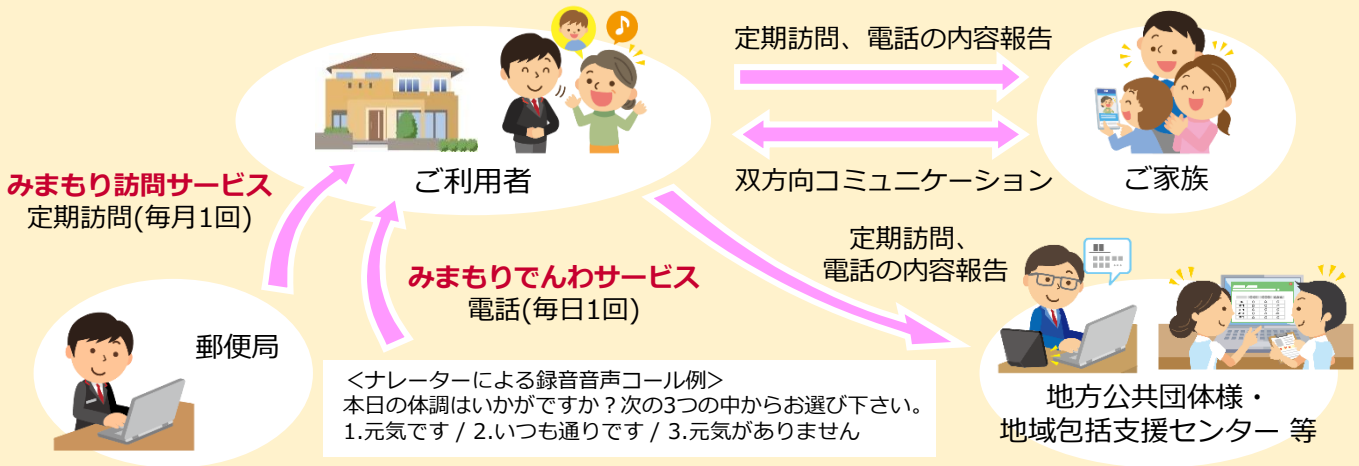 定期訪問、電話の内容報告
ご利用者
双方向コミュニケーション
ご家族
みまもり訪問サービス
定期訪問(毎月1回)
みまもりでんわサービス
電話(毎日1回)
定期訪問、
電話の内容報告
郵便局
＜ナレーターによる録音音声コール例＞
本日の体調はいかがですか？次の3つの中からお選び下さい。
1.元気です / 2.いつも通りです / 3.元気がありません
地方公共団体様・
地域包括支援センター 等